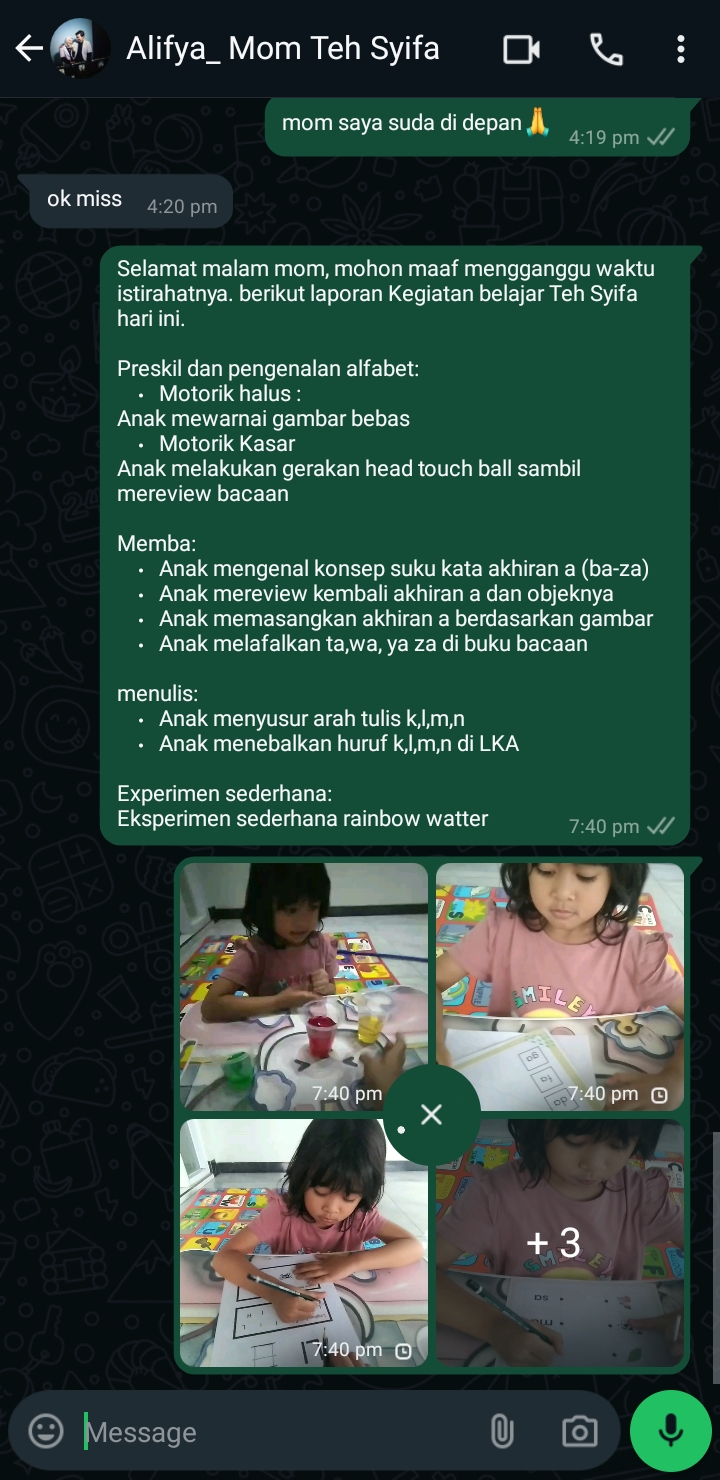 Alifya_ Mom Teh Syifa
mom saya suda di depan🙏
4:19 pm
ok miss
4:20 pm
Selamat malam mom, mohon maaf mengganggu waktu
istirahatnya. berikut laporan Kegiatan belajar Teh Syifa
hari ini.
Preskil dan pengenalan alfabet:
• Motorik halus :
Anak mewarnai gambar bebas
• Motorik Kasar
Anak melakukan gerakan head touch ball sambil
mereview bacaan
Memba:
• Anak mengenal konsep suku kata akhiran a (ba-za)
• Anak mereview kembali akhiran a dan objeknya
• Anak memasangkan akhiran a berdasarkan gambar
• Anak melafalkan ta,wa, ya za di buku bacaan
menulis:
• Anak menyusur arah tulis k,l,m,n
• Anak menebalkan huruf k,l,m,n di LKA
Experimen sederhana:
Eksperimen sederhana rainbow watter
7:40 pm
SMILEY
ga
fa
da
7:40 pm
7:40 pm
+ 3
SMILEY
sa
7:40 pm
Message